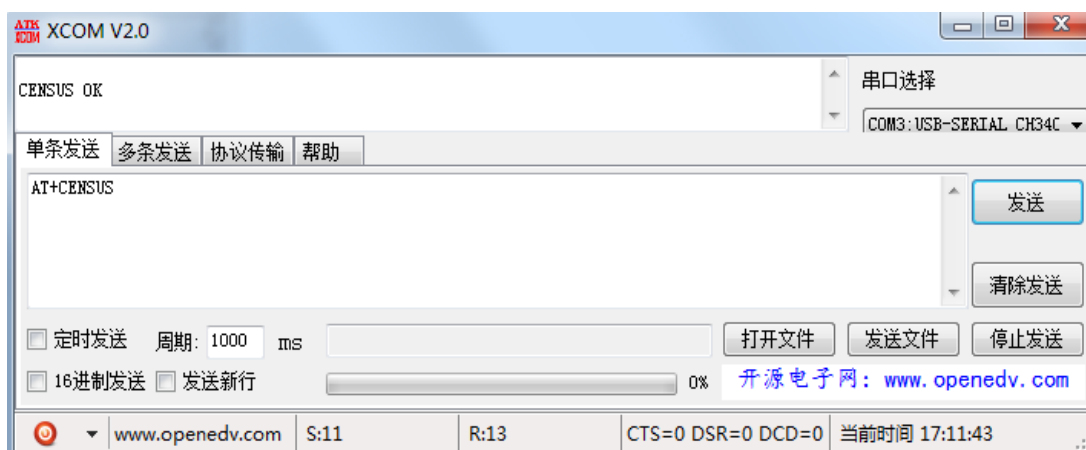 ATK XCOM XCOM V2.0
CENSUS OK
串口选择
COM3:USB-SERIAL CH34C
单条发送 多条发送 协议传输 帮助
AT+CENSUS
发送
清除发送
定时发送 周期: 1000 ms 打开文件 发送文件 停止发送
16进制发送 发送新行 0% 开源电子网: www.openedv.com
www.openedv.com S:11 R:13 CTS=0 DSR=0 DCD=0 当前时间 17:11:43